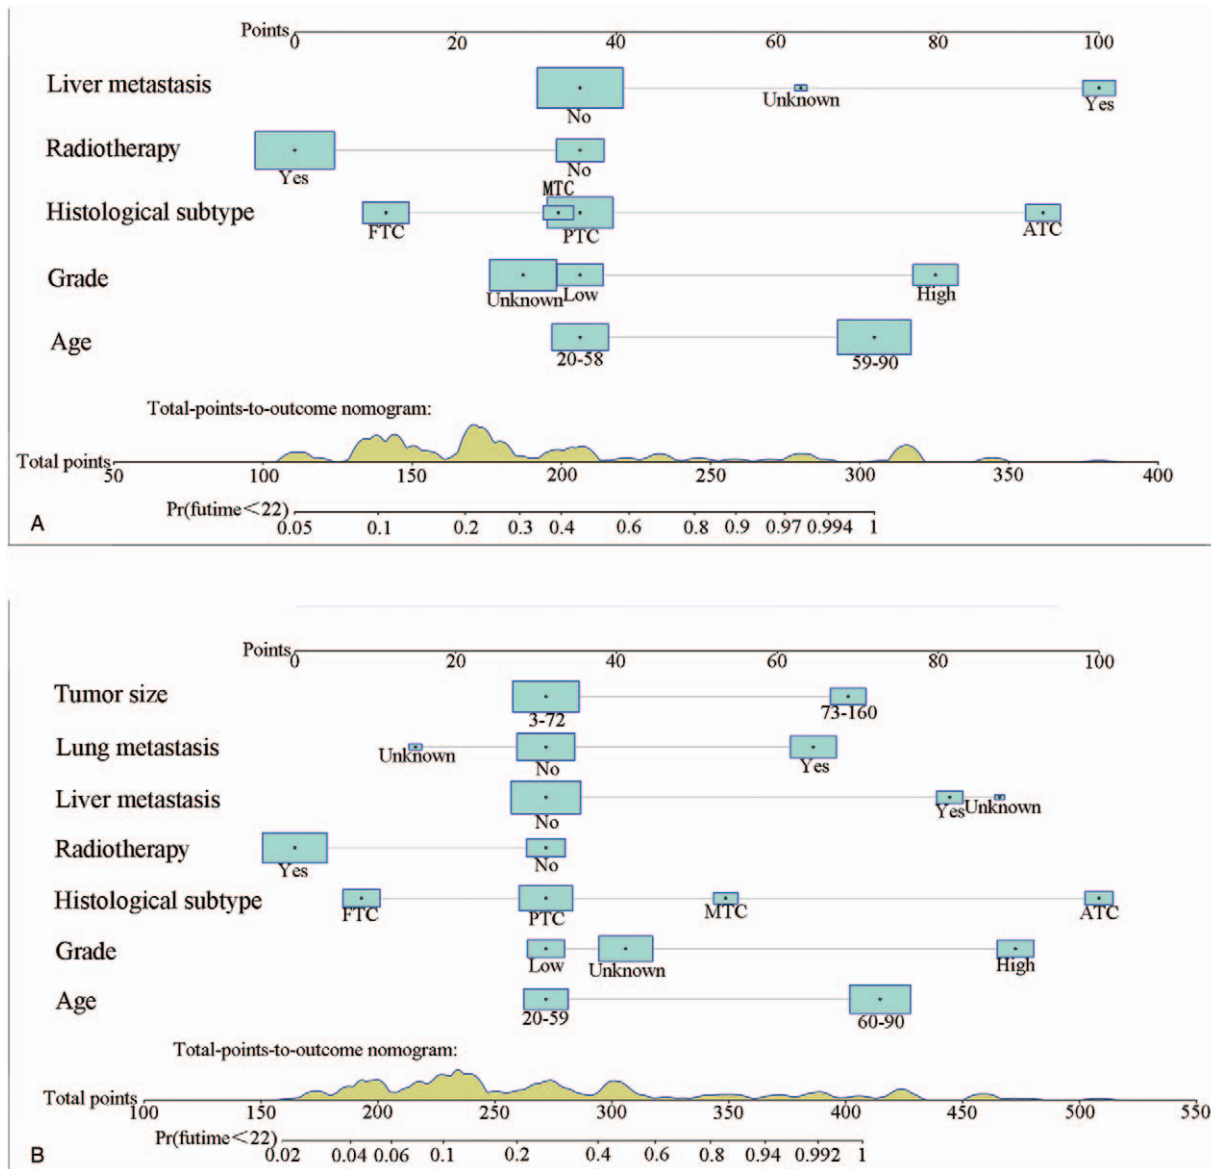 Points 0 20 40 60 80 100
Liver metastasis No Unknown Yes
Radiotherapy Yes No
Histological subtype FTC MTC PTC ATC
Grade Unknown Low High
Age 20-58 59-90
Total-points-to-outcome nomogram:
Total points 50 100 150 200 250 300 350 400
Pr(futime<22) 0.05 0.1 0.2 0.3 0.4 0.6 0.8 0.9 0.97 0.994 1
A
Points 0 20 40 60 80 100
Tumor size 3-72 73-160
Lung metastasis Unknown No Yes
Liver metastasis No Yes Unknown
Radiotherapy Yes No
Histological subtype FTC PTC MTC ATC
Grade Low Unknown High
Age 20-59 60-90
Total-points-to-outcome nomogram:
Total points 100 150 200 250 300 350 400 450 500 550
Pr(futime<22) 0.02 0.04 0.06 0.1 0.2 0.4 0.6 0.8 0.94 0.992 1
B